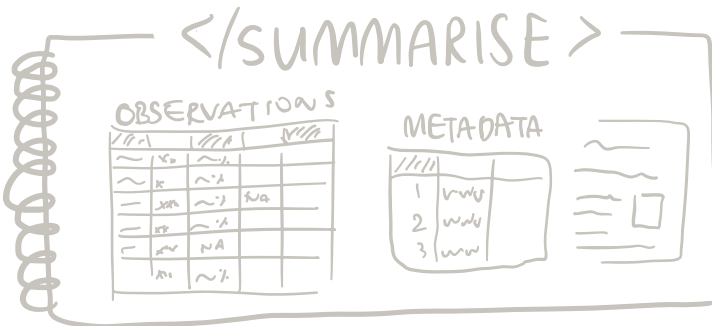 </SUMMARISE>
OBSERVATIONS
METADATA
NA
NA
1
2
3